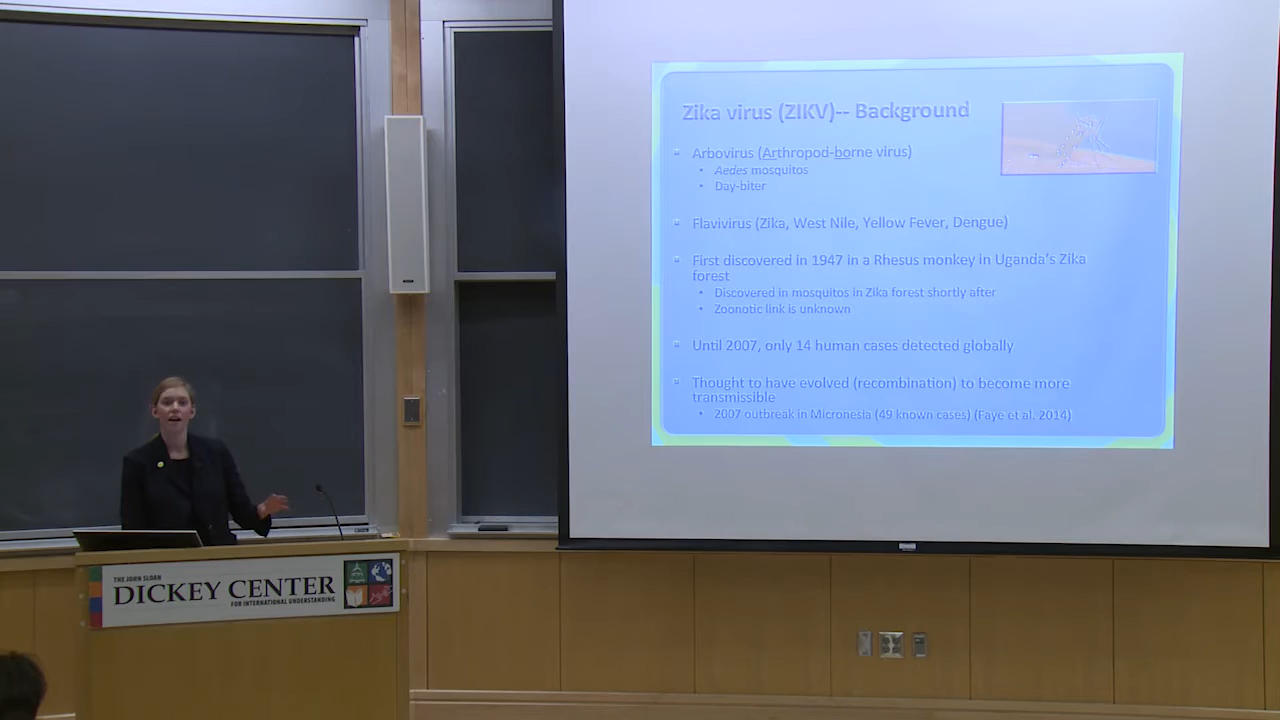 Zika virus (ZIKV)-- Background
Arbovirus (Arthropod-borne virus)
Aedes mosquitos
Day-biter
Flavivirus (Zika, West Nile, Yellow Fever, Dengue)
First discovered in 1947 in a Rhesus monkey in Uganda's Zika
forest
Discovered in mosquitos in Zika forest shortly after
Zoonotic link is unknown
Until 2007, only 14 human cases detected globally
Thought to have evolved (recombination) to become more
transmissible
2007 outbreak in Micronesia (49 known cases) (Faye et al. 2014)
THE JOHN SLOAN
DICKEY CENTER
FOR INTERNATIONAL UNDERSTANDING